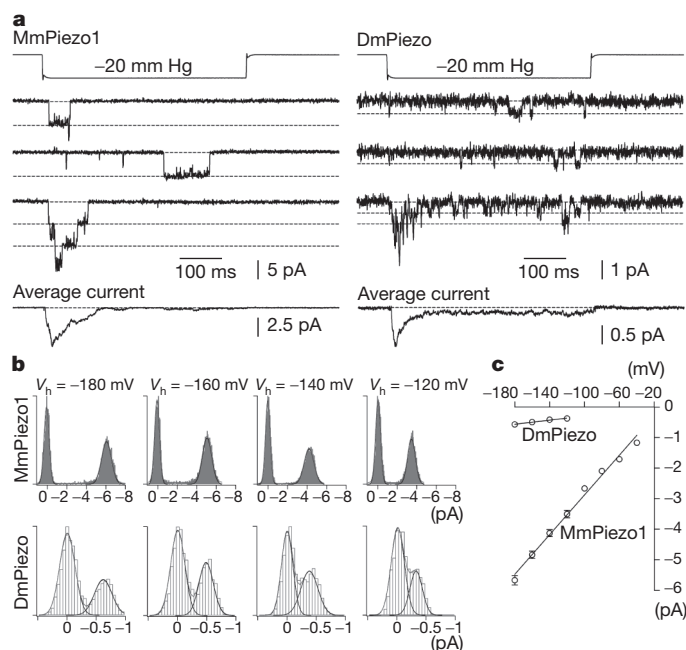 a
MmPiezo1
–20 mm Hg
100 ms
5 pA
Average current
2.5 pA
DmPiezo
–20 mm Hg
100 ms
1 pA
Average current
0.5 pA
b
Vh = –180 mV
Vh = –160 mV
Vh = –140 mV
Vh = –120 mV
MmPiezo1
0 –2 –4 –6 –8
0 –2 –4 –6 –8
0 –2 –4 –6 –8
0 –2 –4 –6 –8
(pA)
DmPiezo
0 –0.5 –1
0 –0.5 –1
0 –0.5 –1
0 –0.5 –1
(pA)
c
(mV)
–180 –140 –100 –60 –20
0
–1
–2
–3
–4
–5
–6
(pA)
DmPiezo
MmPiezo1